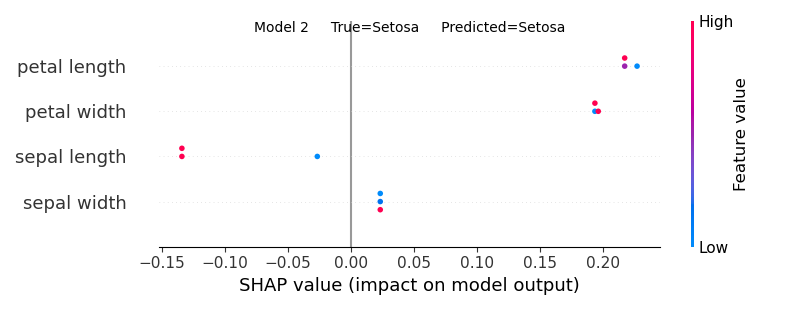 Model 2 True=Setosa Predicted=Setosa
High
petal length
petal width
sepal length
sepal width
Feature value
Low
−0.15 −0.10 −0.05 0.00 0.05 0.10 0.15 0.20
SHAP value (impact on model output)